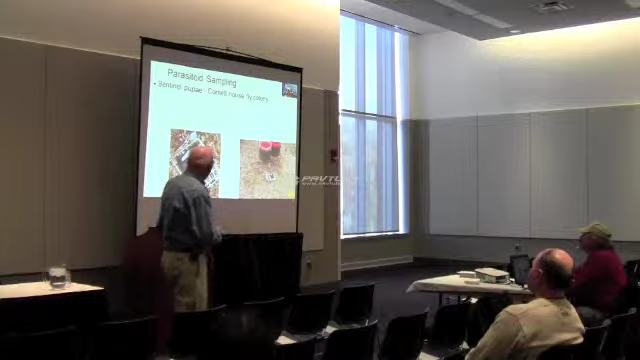 Parasitoid Sampling
• Sentinel pupae - Cornell house fly colony